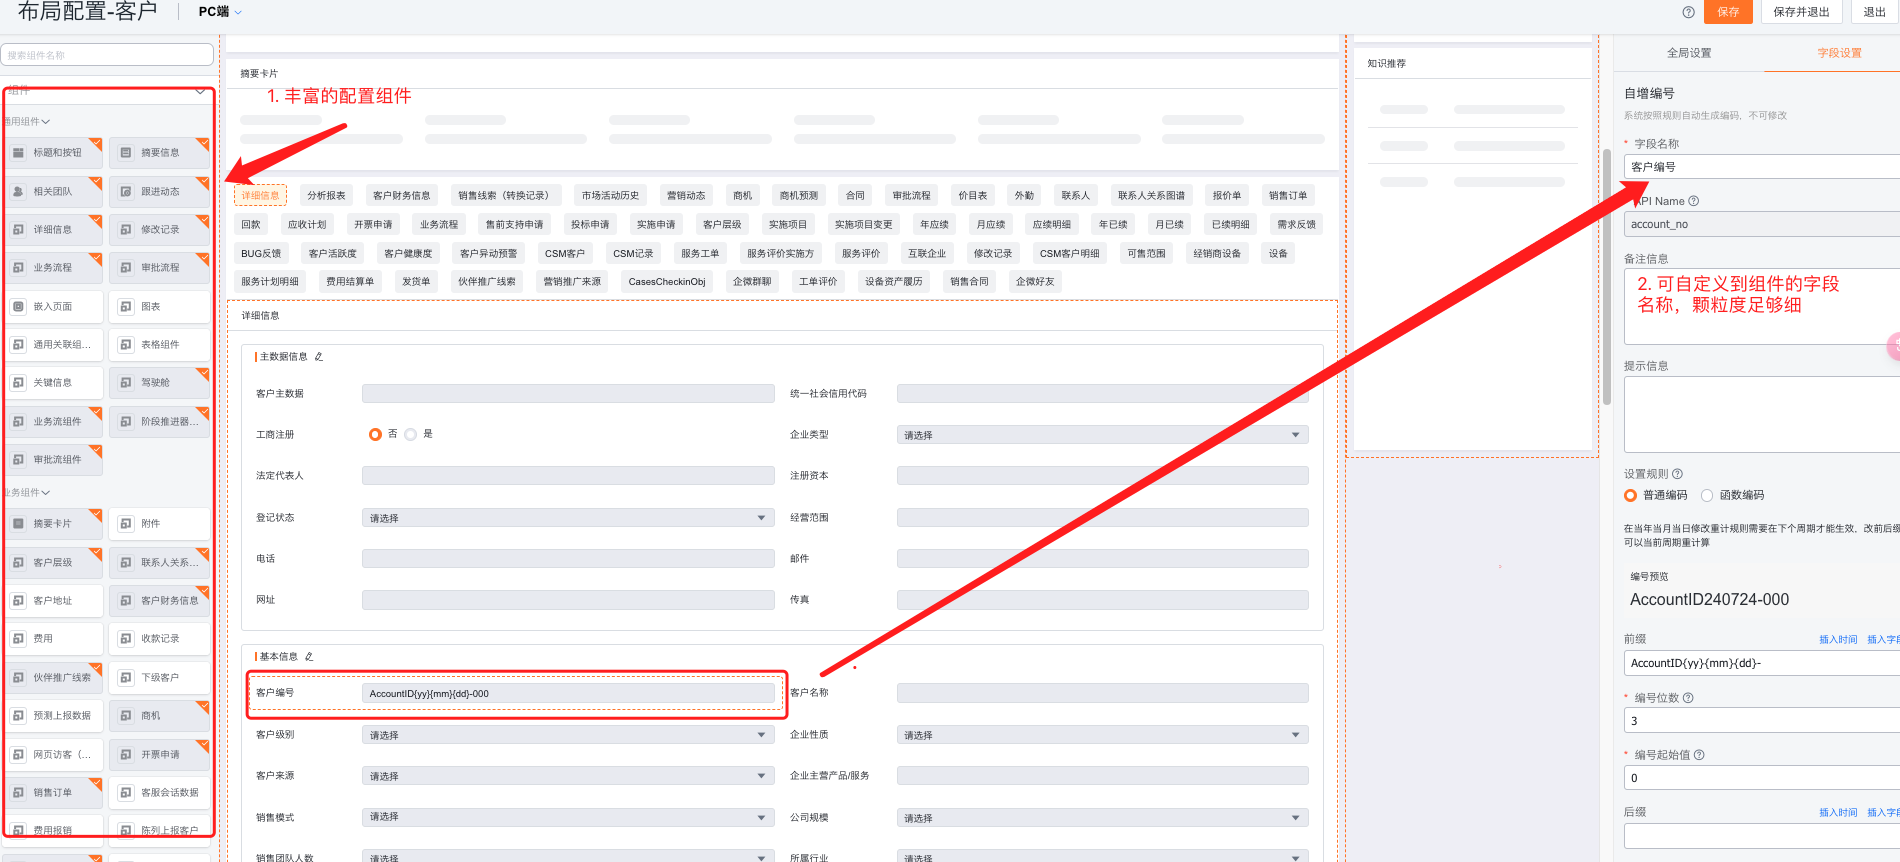 布局配置-客户
PC端
保存
保存并退出
退出
搜索组件名称
组件
通用组件
标题和按钮
摘要信息
相关团队
跟进动态
详细信息
修改记录
业务流程
审批流程
嵌入页面
图表
通用关联组...
表格组件
关键信息
驾驶舱
业务流组件
阶段推进器...
审批流组件
业务组件
摘要卡片
附件
客户层级
联系人关系...
客户地址
客户财务信息
费用
收款记录
伙伴推广线索
下级客户
预测上报数据
商机
网页访客（...
开票申请
销售订单
客服会话数据
费用报销
陈列上报客户
摘要卡片
1. 丰富的配置组件
详细信息 分析报表 客户财务信息 销售线索（转换记录） 市场活动历史 营销动态 商机 商机预测 合同 审批流程 价目表 外勤 联系人 联系人关系图谱 报价单 销售订单
回款 应收计划 开票申请 业务流程 售前支持申请 投标申请 实施申请 客户层级 实施项目 实施项目变更 年应续 月应续 应续明细 年已续 月已续 已续明细 需求反馈
BUG反馈 客户活跃度 客户健康度 客户异动预警 CSM客户 CSM记录 服务工单 服务评价实施方 服务评价 互联企业 修改记录 CSM客户明细 可售范围 经销商设备 设备
服务计划明细 费用结算单 发货单 伙伴推广线索 营销推广来源 CasesCheckinObj 企微群聊 工单评价 设备资产履历 销售合同 企微好友
详细信息
主数据信息
客户主数据
统一社会信用代码
工商注册
否
是
企业类型
请选择
法定代表人
注册资本
登记状态
请选择
经营范围
电话
邮件
网址
传真
基本信息
客户编号
AccountID{yy}{mm}{dd}-000
客户名称
客户级别
请选择
企业性质
请选择
客户来源
请选择
企业主营产品/服务
销售模式
请选择
公司规模
请选择
销售团队人数
请选择
所属行业
请选择
知识推荐
全局设置
字段设置
自增编号
系统按照规则自动生成编码，不可修改
* 字段名称
客户编号
API Name
account_no
备注信息
2. 可自定义到组件的字段
名称，颗粒度足够细
提示信息
设置规则
普通编码
函数编码
在当年当月当日修改重计规则需要在下个周期才能生效，改前后缀
可以当前周期重计算
编号预览
AccountID240724-000
前缀
插入时间
插入字段
AccountID{yy}{mm}{dd}-
* 编号位数
3
* 编号起始值
0
后缀
插入时间
插入字段